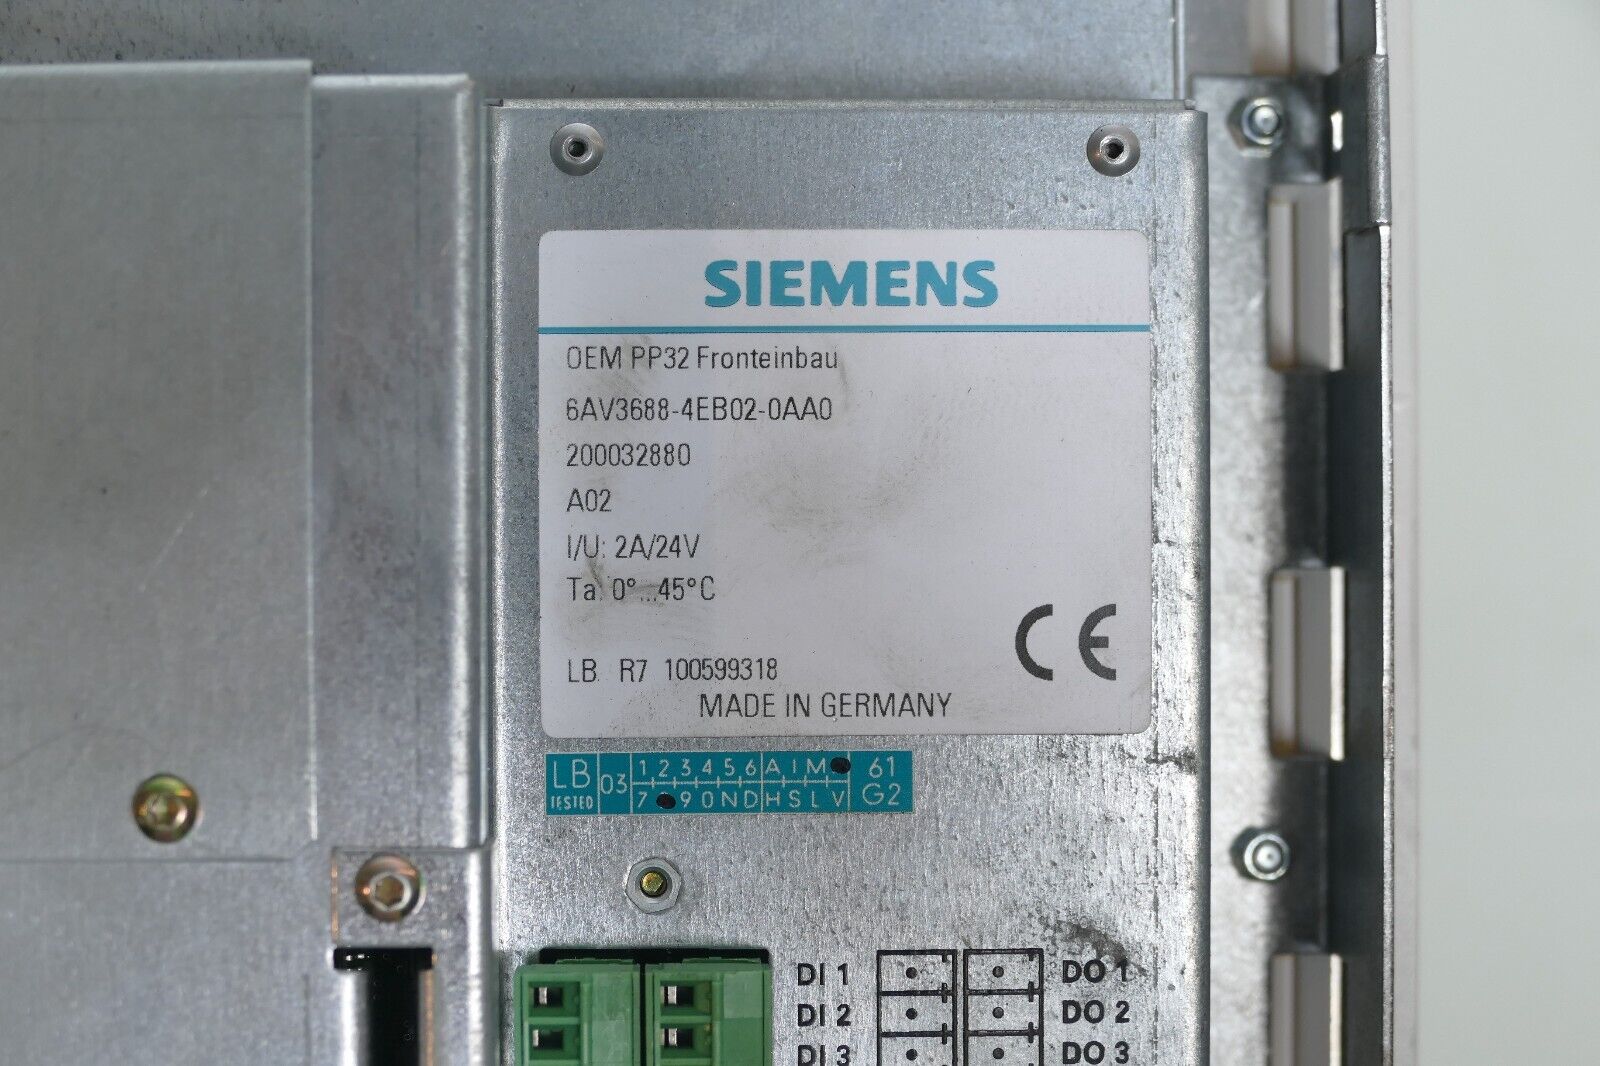 SIEMENS
OEM PP32 Fronteinbau
6AV3688-4EB02-0AA0
200032880
A02
I/U: 2A/24V
Ta: 0°...45°C
LB. R7 100599318
CE
MADE IN GERMANY
LB TESTED 03
1 2 3 4 5 6 A I M
7 9 0 N D H S L V
61
G2
DI 1 DO 1
DI 2 DO 2
DI 3 DO 3